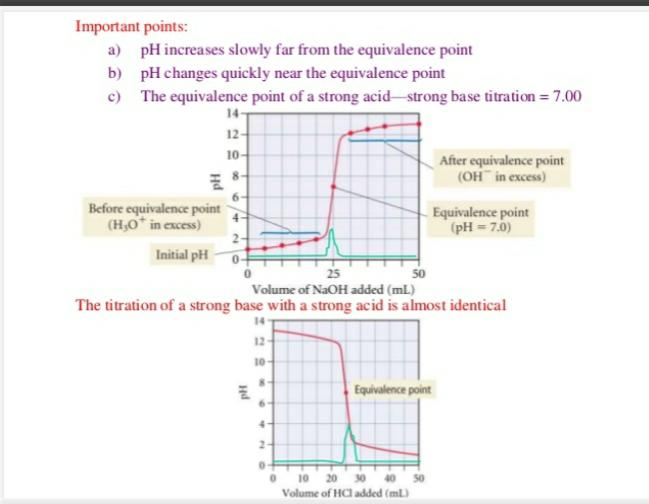 Important points:
a) pH increases slowly far from the equivalence point
b) pH changes quickly near the equivalence point
c) The equivalence point of a strong acid—strong base titration = 7.00
14
12
10
8
6
4
2
0
pH
After equivalence point
(OH⁻ in excess)
Before equivalence point
(H₃O⁺ in excess)
Equivalence point
(pH = 7.0)
Initial pH
0 25 50
Volume of NaOH added (mL)
The titration of a strong base with a strong acid is almost identical
14
12
10
8
6
4
2
0
pH
Equivalence point
0 10 20 30 40 50
Volume of HCl added (mL)